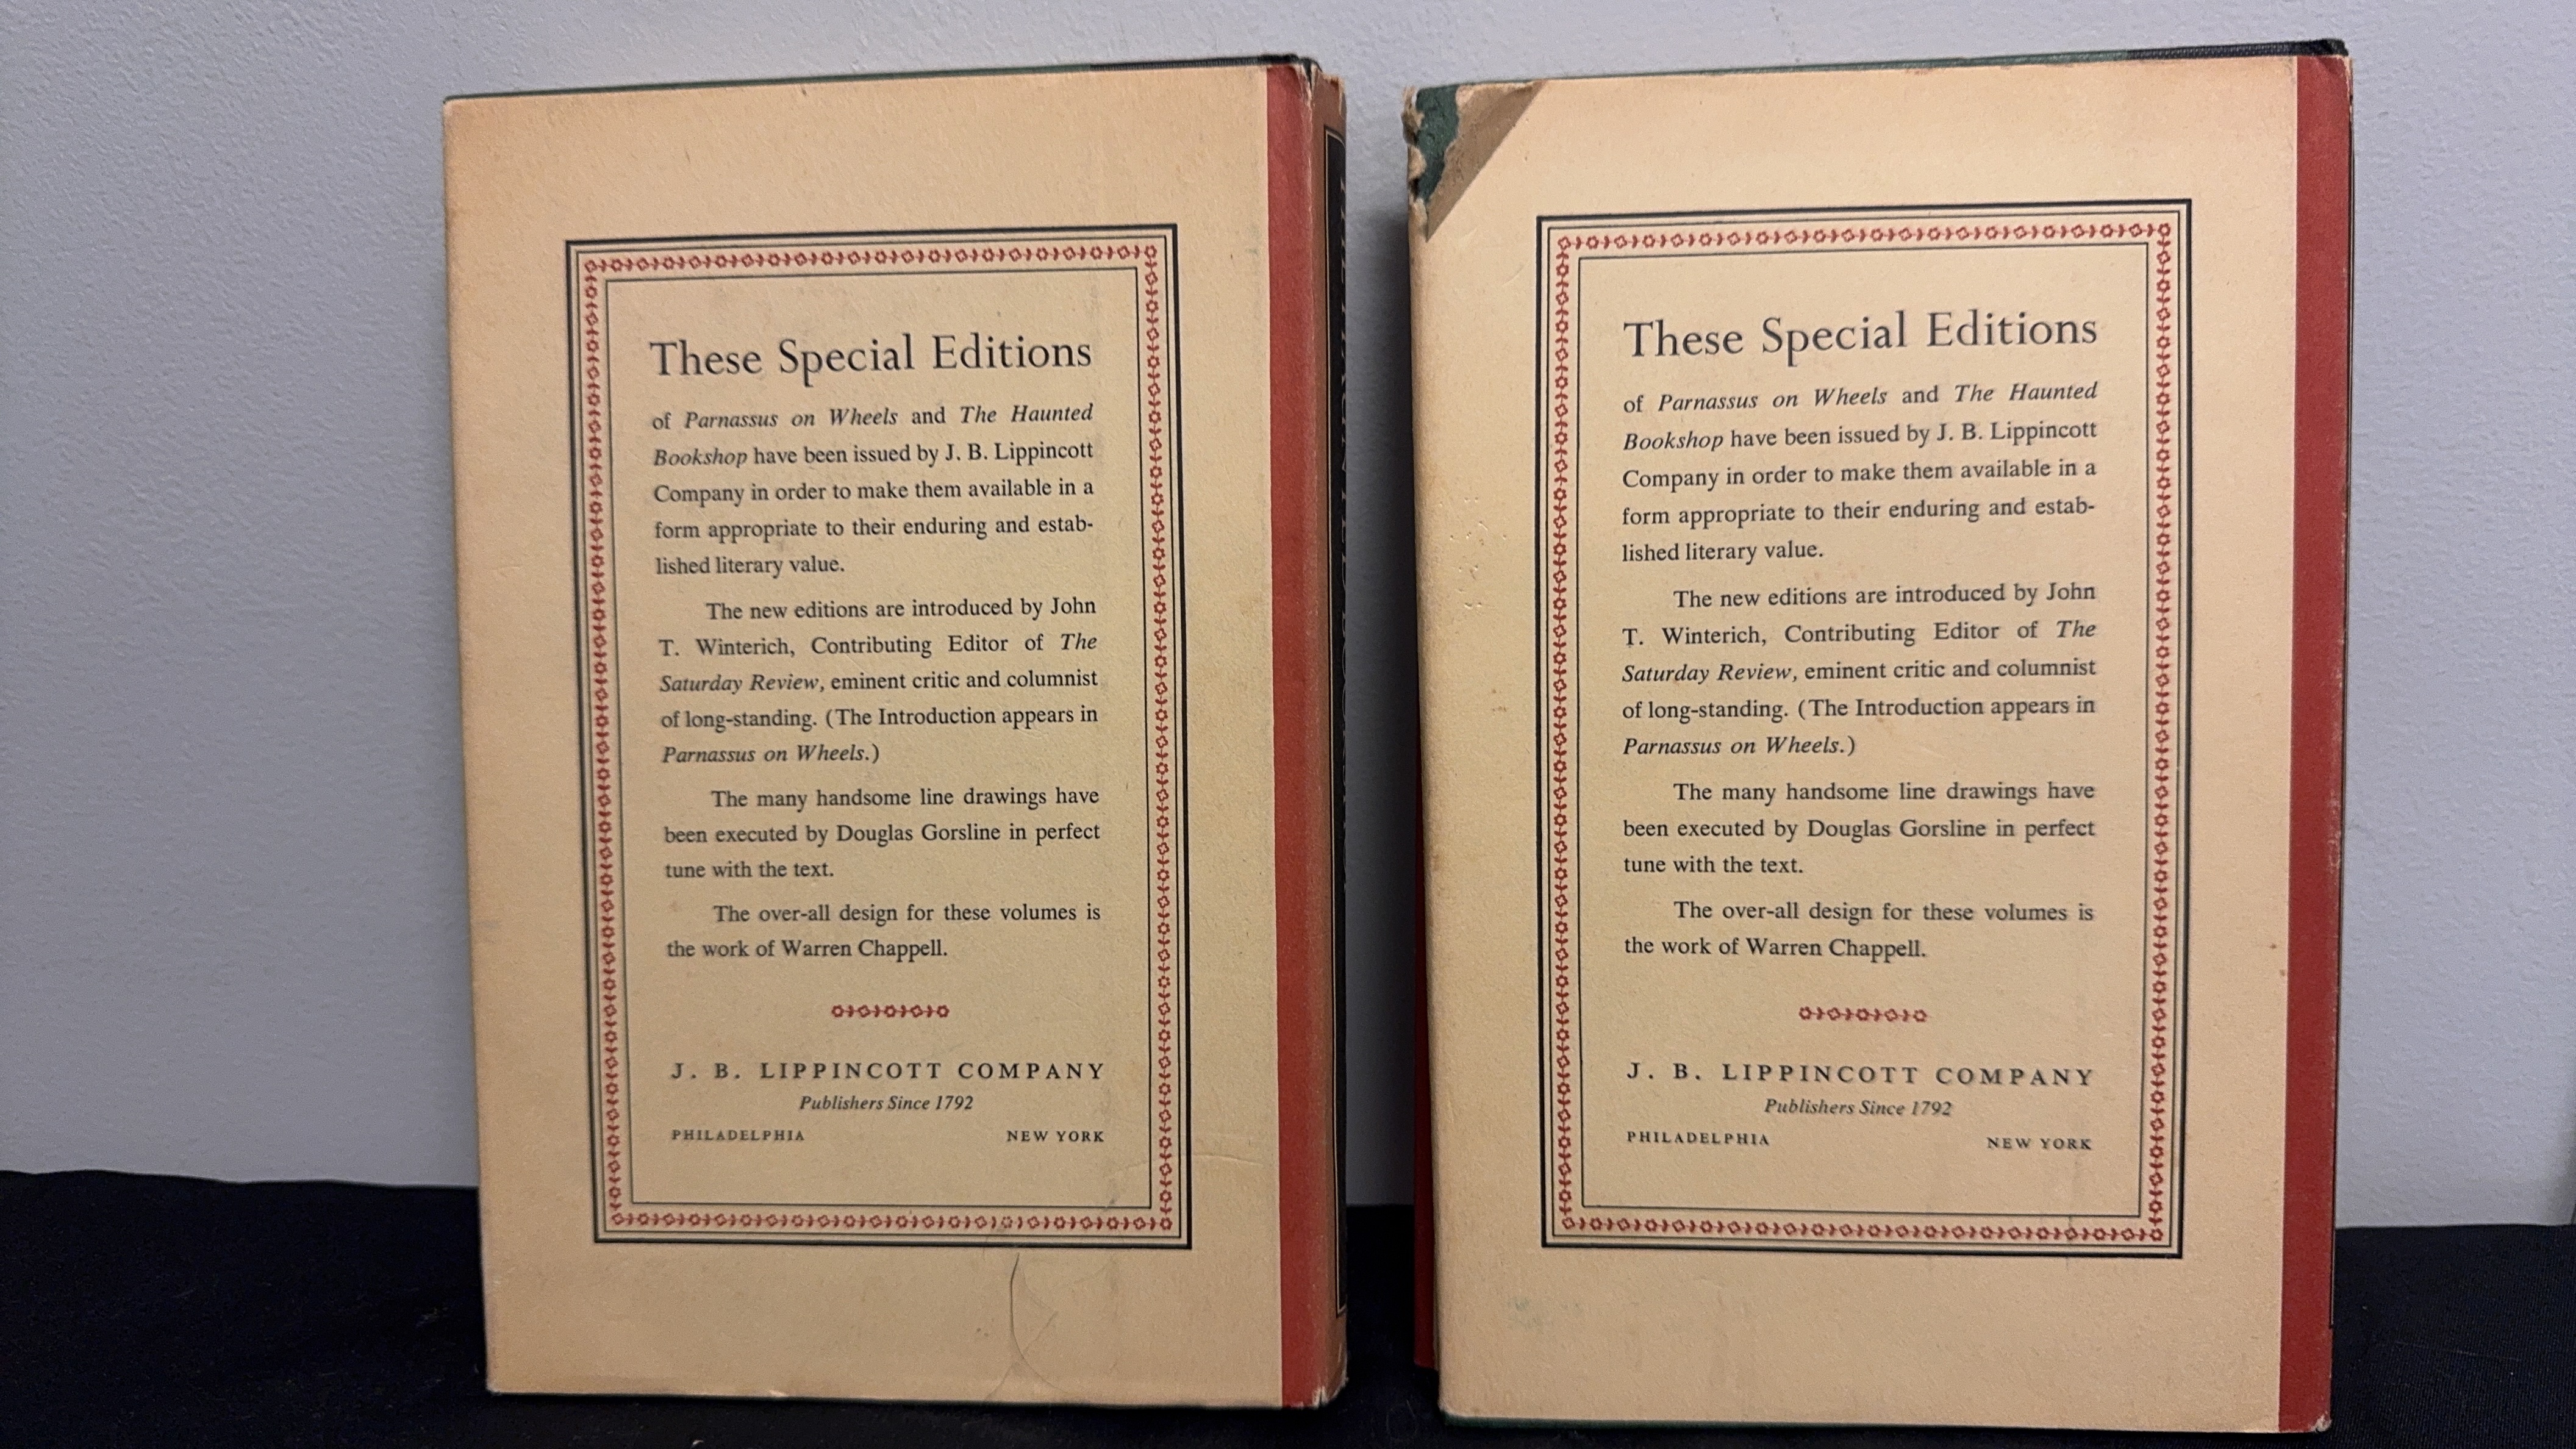 These Special Editions
of Parnassus on Wheels and The Haunted
Bookshop have been issued by J. B. Lippincott
Company in order to make them available in a
form appropriate to their enduring and estab-
lished literary value.
The new editions are introduced by John
T. Winterich, Contributing Editor of The
Saturday Review, eminent critic and columnist
of long-standing. (The Introduction appears in
Parnassus on Wheels.)
The many handsome line drawings have
been executed by Douglas Gorsline in perfect
tune with the text.
The over-all design for these volumes is
the work of Warren Chappell.
J. B. LIPPINCOTT COMPANY
Publishers Since 1792
PHILADELPHIA NEW YORK
These Special Editions
of Parnassus on Wheels and The Haunted
Bookshop have been issued by J. B. Lippincott
Company in order to make them available in a
form appropriate to their enduring and estab-
lished literary value.
The new editions are introduced by John
T. Winterich, Contributing Editor of The
Saturday Review, eminent critic and columnist
of long-standing. (The Introduction appears in
Parnassus on Wheels.)
The many handsome line drawings have
been executed by Douglas Gorsline in perfect
tune with the text.
The over-all design for these volumes is
the work of Warren Chappell.
J. B. LIPPINCOTT COMPANY
Publishers Since 1792
PHILADELPHIA NEW YORK